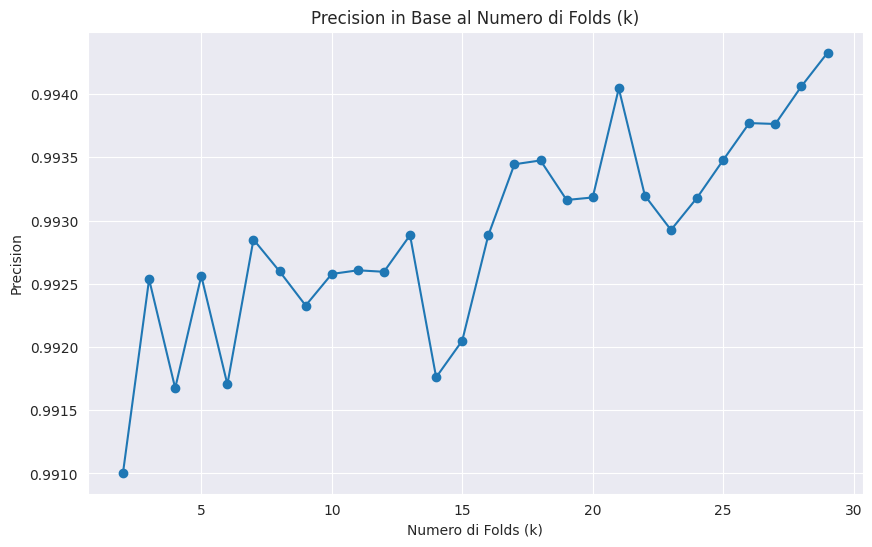 Precision in Base al Numero di Folds (k)
Precision
0.9940
0.9935
0.9930
0.9925
0.9920
0.9915
0.9910
5 10 15 20 25 30
Numero di Folds (k)